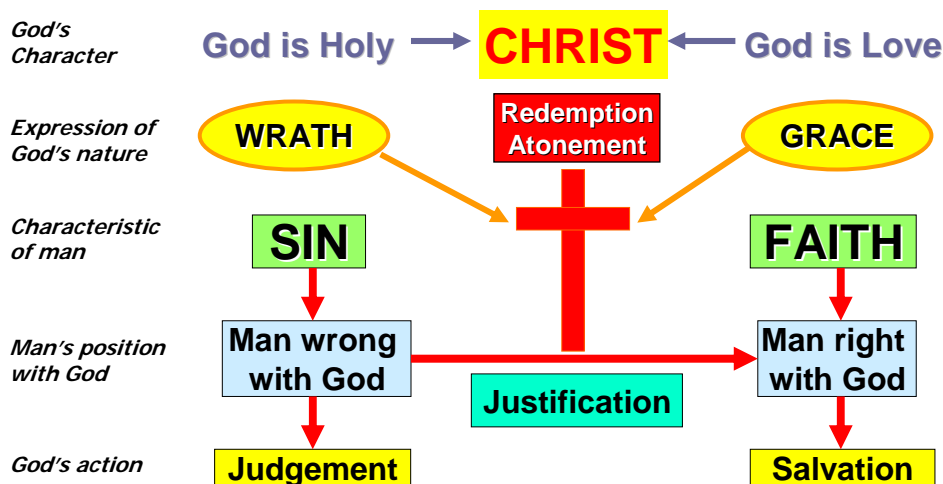 God's
Character
God is Holy
CHRIST
God is Love
Expression of
God's nature
WRATH
Redemption
Atonement
GRACE
Characteristic
of man
SIN
FAITH
Man's position
with God
Man wrong
with God
Man right
with God
Justification
God's action
Judgement
Salvation